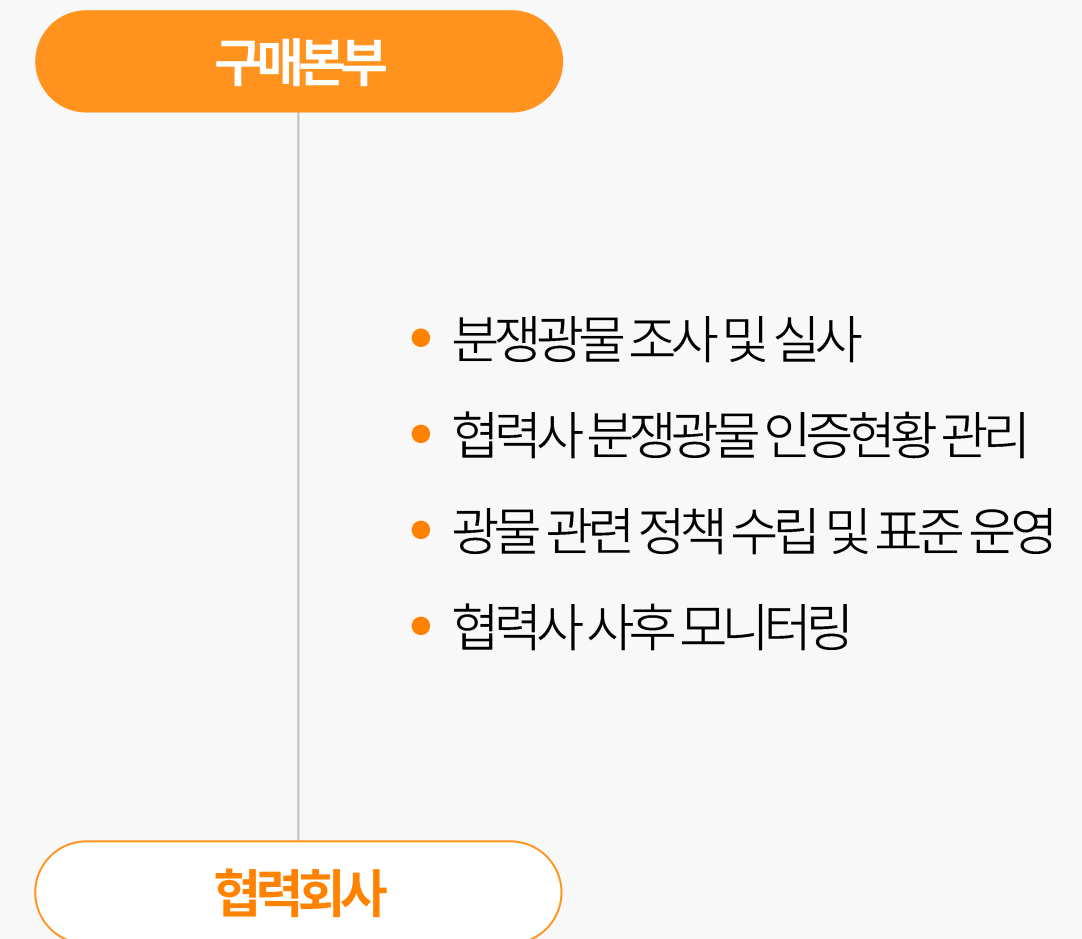 구매본부
• 분쟁광물 조사 및 실사
• 협력사 분쟁광물 인증현황 관리
• 광물 관련 정책 수립 및 표준 운영
• 협력사 사후 모니터링
협력회사